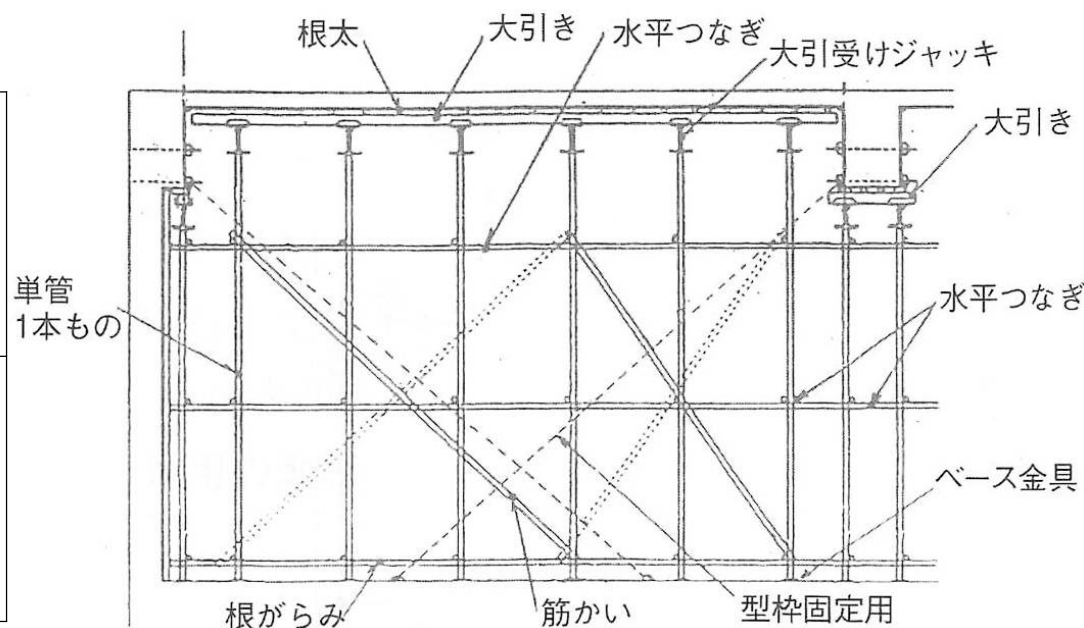 根太
大引き
水平つなぎ
大引受けジャッキ
大引き
単管
1本もの
水平つなぎ
ベース金具
根がらみ
筋かい
型枠固定用